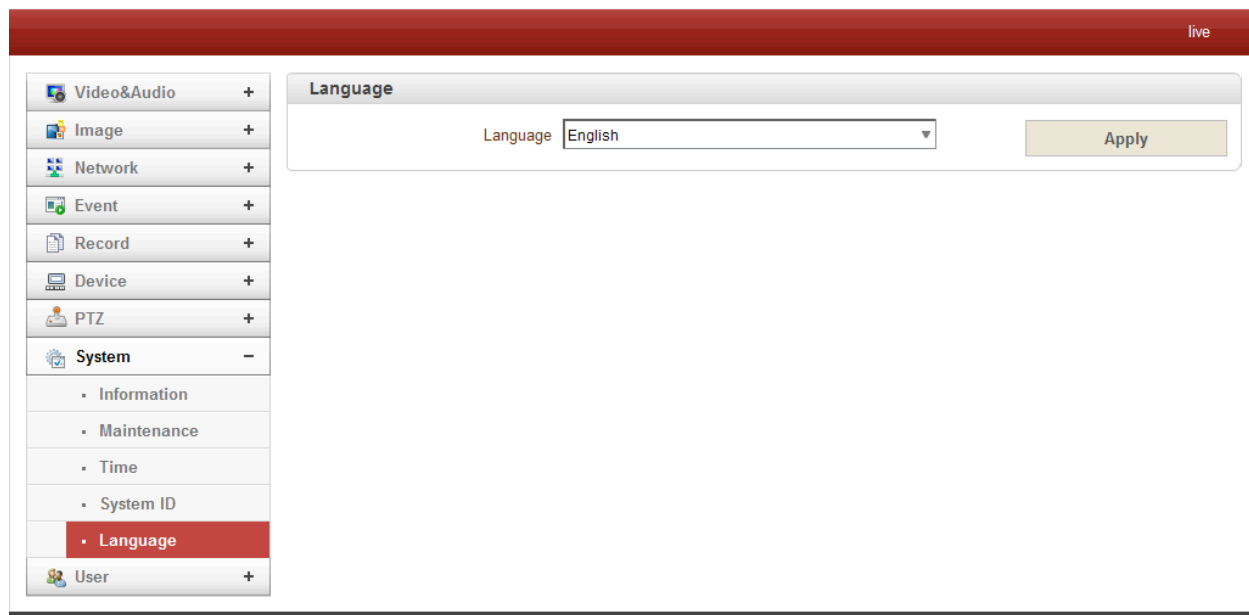 live
Video&Audio +
Image +
Network +
Event +
Record +
Device +
PTZ +
System −
Information
Maintenance
Time
System ID
Language
User +
Language
Language English
Apply